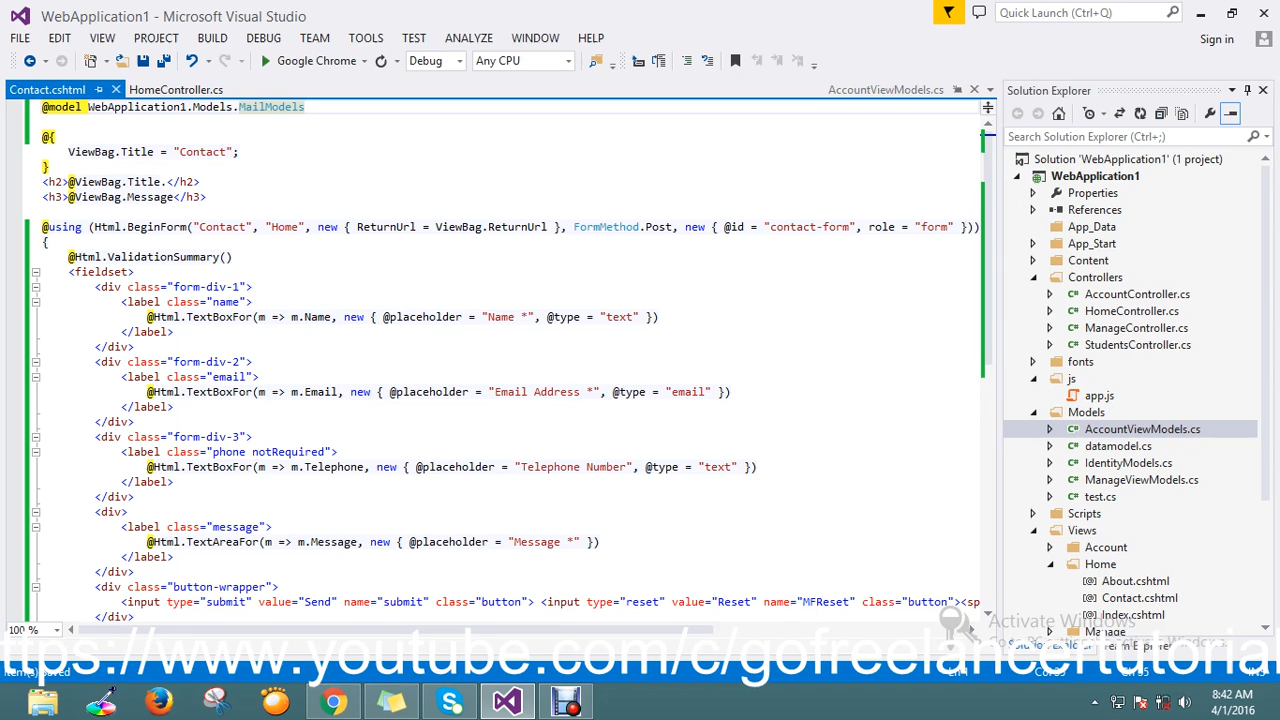 WebApplication1 - Microsoft Visual Studio
Quick Launch (Ctrl+Q)
FILE EDIT VIEW PROJECT BUILD DEBUG TEAM TOOLS TEST ANALYZE WINDOW HELP
Sign in
Google Chrome Debug Any CPU
Contact.cshtml HomeController.cs AccountViewModels.cs
@model WebApplication1.Models.MailModels
@{
ViewBag.Title = "Contact";
}
<h2>@ViewBag.Title.</h2>
<h3>@ViewBag.Message</h3>
@using (Html.BeginForm("Contact", "Home", new { ReturnUrl = ViewBag.ReturnUrl }, FormMethod.Post, new { @id = "contact-form", role = "form" }))
{
@Html.ValidationSummary()
<fieldset>
<div class="form-div-1">
<label class="name">
@Html.TextBoxFor(m => m.Name, new { @placeholder = "Name *", @type = "text" })
</label>
</div>
<div class="form-div-2">
<label class="email">
@Html.TextBoxFor(m => m.Email, new { @placeholder = "Email Address *", @type = "email" })
</label>
</div>
<div class="form-div-3">
<label class="phone notRequired">
@Html.TextBoxFor(m => m.Telephone, new { @placeholder = "Telephone Number", @type = "text" })
</label>
</div>
<div>
<label class="message">
@Html.TextAreaFor(m => m.Message, new { @placeholder = "Message *" })
</label>
</div>
<div class="button-wrapper">
<input type="submit" value="Send" name="submit" class="button"> <input type="reset" value="Reset" name="MFReset" class="button"><sp
</div>
100 %
Solution Explorer
Search Solution Explorer (Ctrl+;)
Solution 'WebApplication1' (1 project)
WebApplication1
Properties
References
App_Data
App_Start
Content
Controllers
AccountController.cs
HomeController.cs
ManageController.cs
StudentsController.cs
fonts
js
app.js
Models
AccountViewModels.cs
datamodel.cs
IdentityModels.cs
ManageViewModels.cs
test.cs
Scripts
Views
Account
Home
About.cshtml
Contact.cshtml
Index.cshtml
Manage
Activate Windows
ttps://www.youtube.com/c/gofreelancertutorial
8:42 AM
4/1/2016